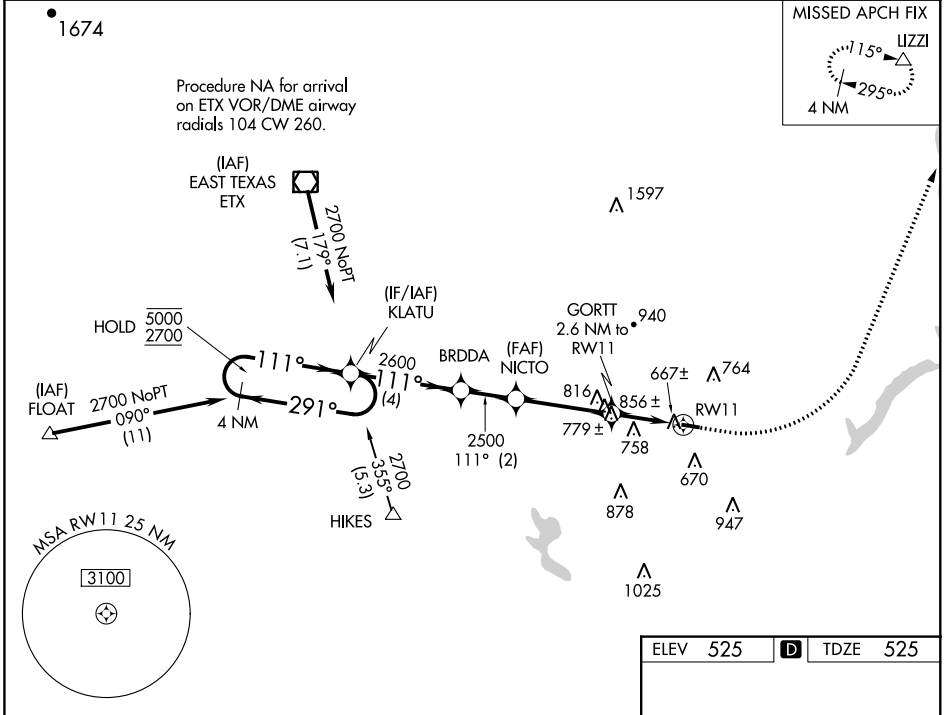 1674
MISSED APCH FIX
LIZZI
115°
295°
4 NM
Procedure NA for arrival
on ETX VOR/DME airway
radials 104 CW 260.
(IAF)
EAST TEXAS
ETX
2700 NoPT
179°
(7.1)
1597
(IF/IAF)
KLATU
HOLD
5000
2700
GORTT
2.6 NM to
RW11
940
111°
2600
111°
(4)
BRDDA
(FAF)
NICTO
(IAF)
FLOAT
2700 NoPT
090°
(11)
291°
4 NM
2500
111° (2)
816
856 ±
779 ±
667±
764
RW11
758
670
2700
355°
(5.3)
HIKES
878
947
1025
MSA RW11 25 NM
3100
ELEV 525
D
TDZE 525